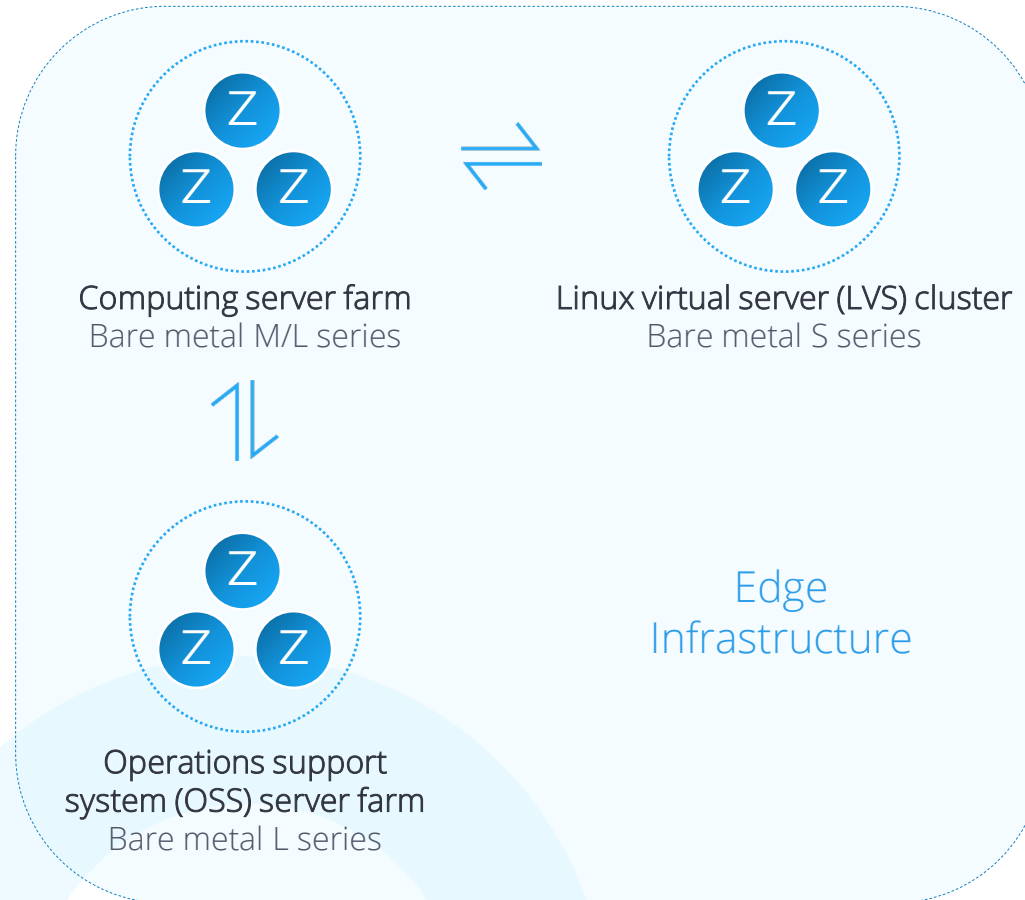 Z
Z Z
Computing server farm
Bare metal M/L series
Z
Z Z
Linux virtual server (LVS) cluster
Bare metal S series
Z
Z Z
Operations support
system (OSS) server farm
Bare metal L series
Edge
Infrastructure